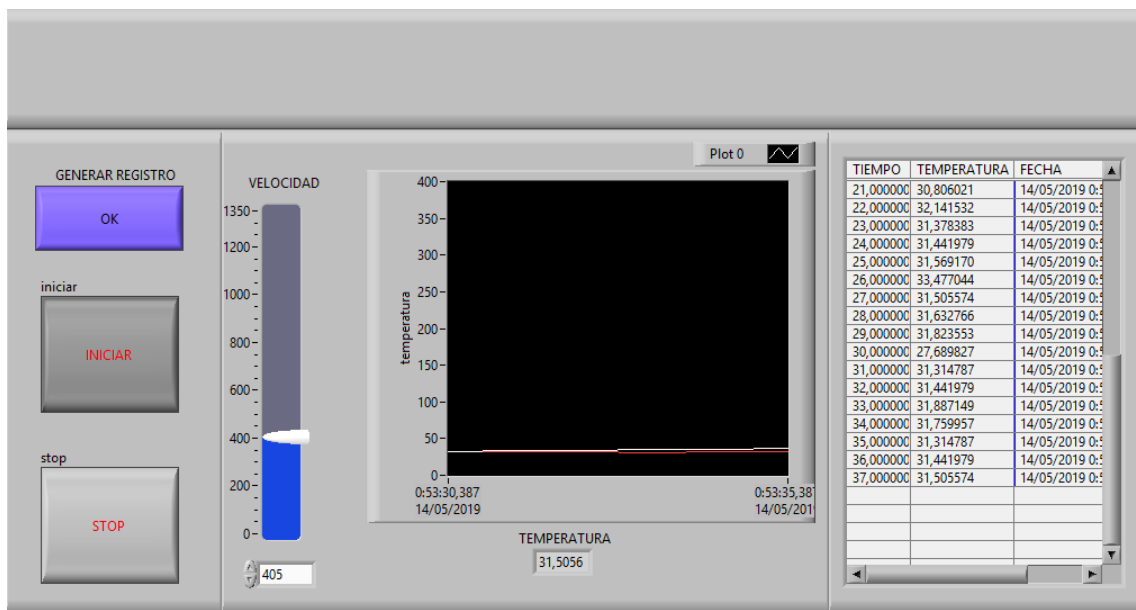 GENERAR REGISTRO
OK
iniciar
INICIAR
stop
STOP
VELOCIDAD
1350
1200
1000
800
600
400
200
0
405
Plot 0
temperatura
400
350
300
250
200
150
100
50
0
0:53:30,387
14/05/2019
0:53:35,387
14/05/201
TEMPERATURA
31,5056
TIEMPO TEMPERATURA FECHA
21,000000 30,806021 14/05/2019 0:5
22,000000 32,141532 14/05/2019 0:5
23,000000 31,378383 14/05/2019 0:5
24,000000 31,441979 14/05/2019 0:5
25,000000 31,569170 14/05/2019 0:5
26,000000 33,477044 14/05/2019 0:5
27,000000 31,505574 14/05/2019 0:5
28,000000 31,632766 14/05/2019 0:5
29,000000 31,823553 14/05/2019 0:5
30,000000 27,689827 14/05/2019 0:5
31,000000 31,314787 14/05/2019 0:5
32,000000 31,441979 14/05/2019 0:5
33,000000 31,887149 14/05/2019 0:5
34,000000 31,759957 14/05/2019 0:5
35,000000 31,314787 14/05/2019 0:5
36,000000 31,441979 14/05/2019 0:5
37,000000 31,505574 14/05/2019 0:5